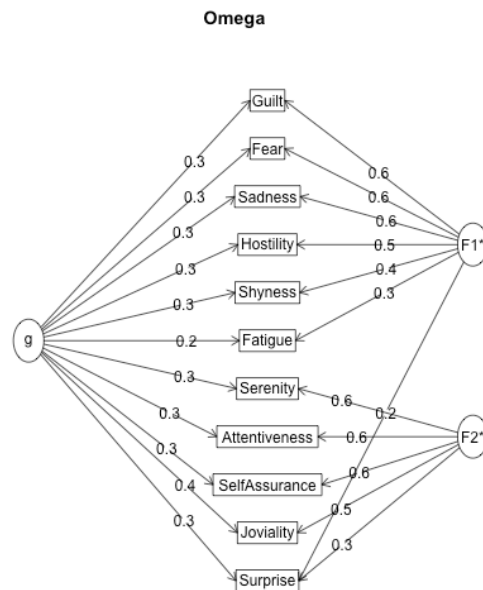 Omega
Guilt
Fear
0.3
0.6
Sadness
0.3
0.6
0.3
0.6
Hostility
0.5
F1*
0.3
0.4
Shyness
0.3
0.3
g
0.2
Fatigue
0.3
Serenity
0.6
0.2
0.3
Attentiveness
0.6
F2*
0.3
0.6
SelfAssurance
0.4
0.5
Joviality
0.3
0.3
Surprise